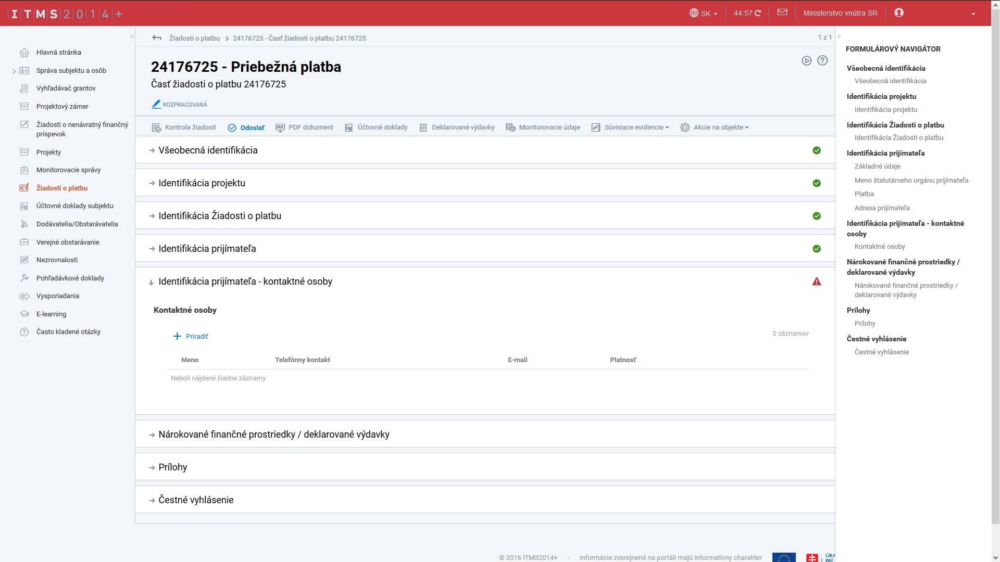 ITMS2014+
SK
44:57
Ministerstvo vnútra SR
Hlavná stránka
Správa subjektu a osôb
Vyhľadávač grantov
Projektový zámer
Žiadosti o nenávratný finančný
príspevok
Projekty
Monitorovacie správy
Žiadosti o platbu
Účtovné doklady subjektu
Dodávatelia/Obstarávatelia
Verejné obstarávanie
Nezrovnalosti
Pohľadávkové doklady
Vysporiadania
E-learning
Často kladené otázky
Žiadosti o platbu > 24176725 - Časť žiadosti o platbu 24176725
1 z 1
24176725 - Priebežná platba
Časť žiadosti o platbu 24176725
ROZPRACOVANÁ
Kontrola žiadosti Odoslať PDF dokument Účtovné doklady Deklarované výdavky Monitorovacie údaje Súvisiace evidencie Akcie na objekte
Všeobecná identifikácia
Identifikácia projektu
Identifikácia Žiadosti o platbu
Identifikácia prijímateľa
Identifikácia prijímateľa - kontaktné osoby
Kontaktné osoby
Priradiť
0 záznamov
Meno Telefónny kontakt E-mail Platnosť
Neboli nájdené žiadne záznamy
Nárokované finančné prostriedky / deklarované výdavky
Prílohy
Čestné vyhlásenie
FORMULÁROVÝ NAVIGÁTOR
Všeobecná identifikácia
Všeobecná identifikácia
Identifikácia projektu
Identifikácia projektu
Identifikácia Žiadosti o platbu
Identifikácia Žiadosti o platbu
Identifikácia prijímateľa
Základné údaje
Meno štatutárneho orgánu prijímateľa
Platba
Adresa prijímateľa
Identifikácia prijímateľa - kontaktné
osoby
Kontaktné osoby
Nárokované finančné prostriedky /
deklarované výdavky
Nárokované finančné prostriedky /
deklarované výdavky
Prílohy
Prílohy
Čestné vyhlásenie
Čestné vyhlásenie
© 2016 ITMS2014+ - Informácie zverejnené na portáli majú informatívny charakter